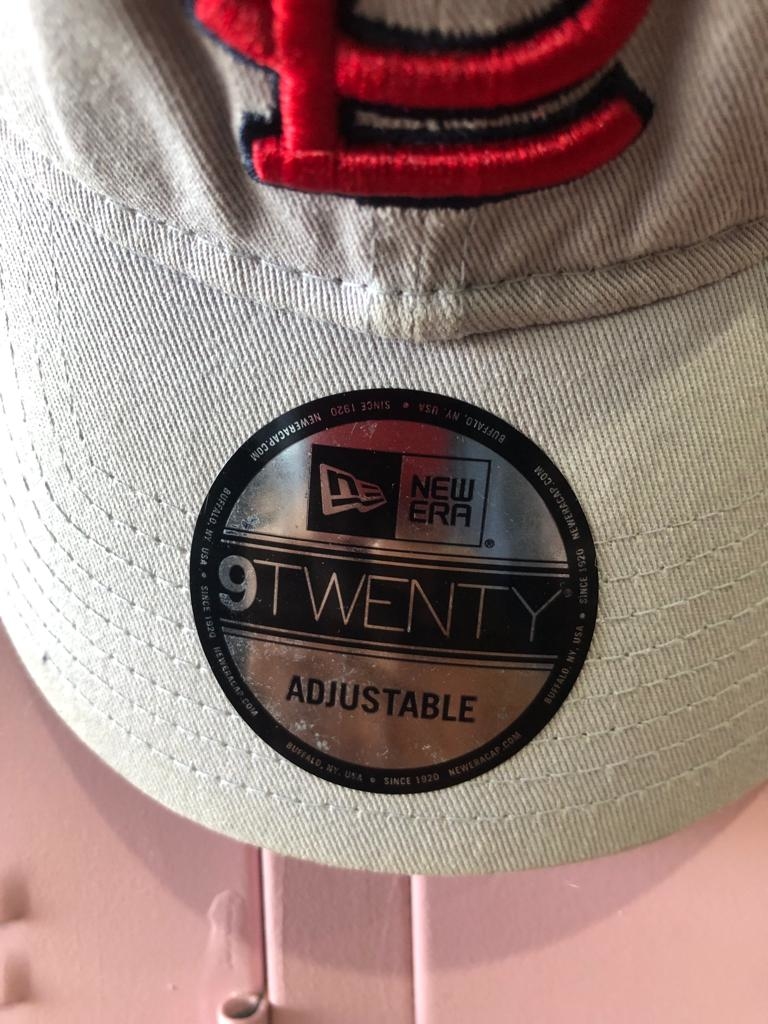 NEW
ERA
®
9TWENTY®
ADJUSTABLE
BUFFALO, NY. USA • SINCE 1920 NEWERACAP.COM
BUFFALO, NY. USA • SINCE 1920 NEWERACAP.COM
BUFFALO, NY. USA • SINCE 1920 NEWERACAP.COM
BUFFALO, NY. USA • SINCE 1920 NEWERACAP.COM